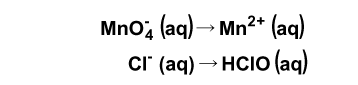 MnO₄⁻ (aq) → Mn²⁺ (aq)
Cl⁻ (aq) → HClO (aq)